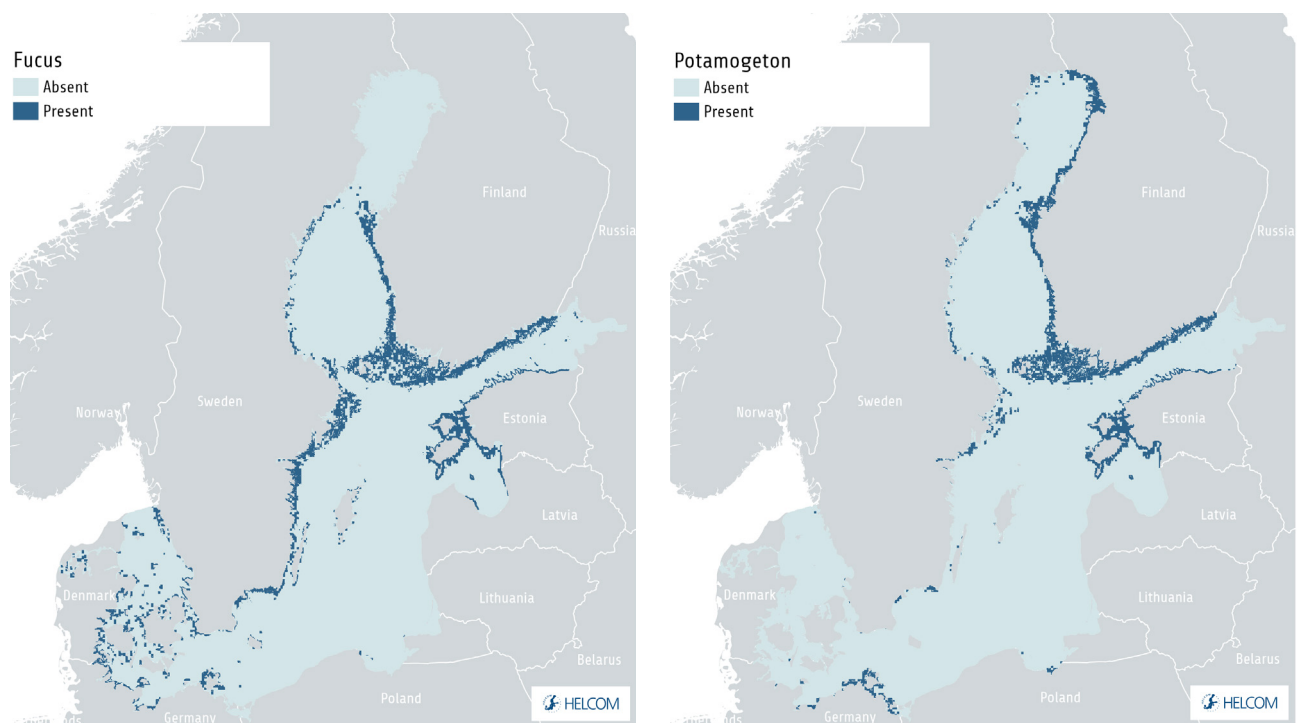 Fucus
Absent
Present
Finland
Russia
Norway
Sweden
Estonia
Latvia
Denmark
Lithuania
Belarus
Poland
Germany
HELCOM
Potamogeton
Absent
Present
Finland
Russia
Norway
Sweden
Estonia
Latvia
Denmark
Lithuania
Belarus
Poland
Germany
HELCOM